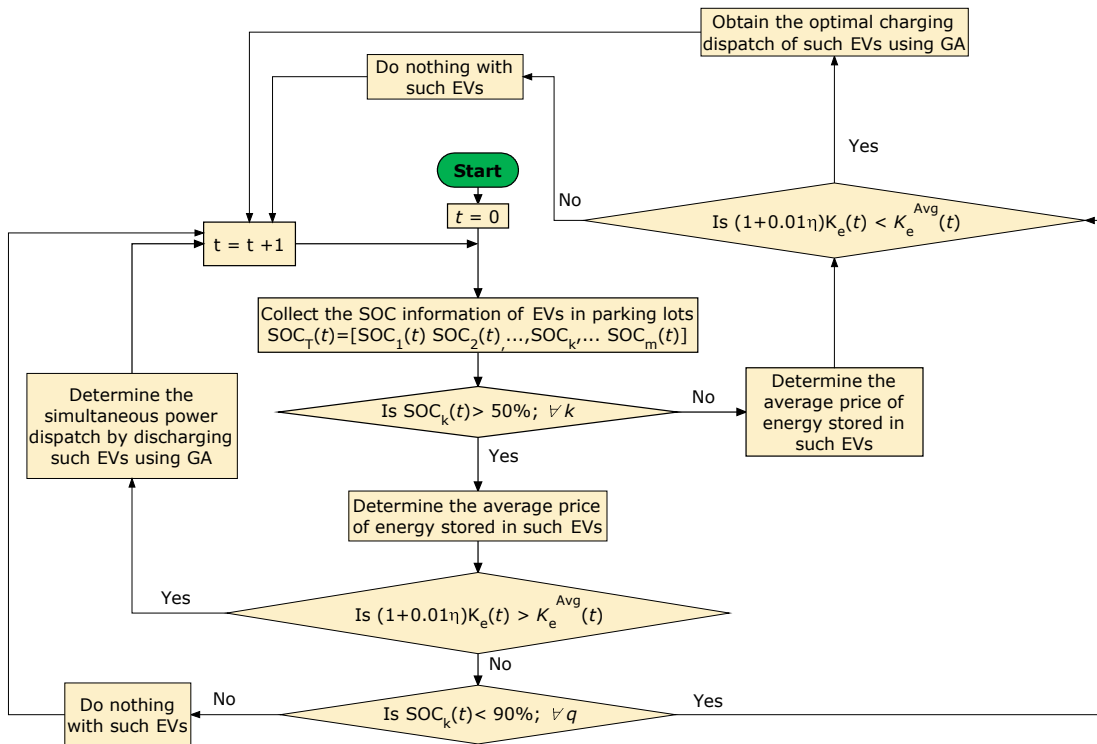 Obtain the optimal charging
dispatch of such EVs using GA
Do nothing with
such EVs
Yes
Start
No
t = 0
Is (1+0.01η)Kₑ(t) < Kₑ^Avg(t)
t = t +1
Collect the SOC information of EVs in parking lots
SOC_T(t)=[SOC_1(t) SOC_2(t),...,SOC_k,... SOC_m(t)]
Determine the
simultaneous power
dispatch by discharging
such EVs using GA
Is SOC_k(t)> 50%; ∀k
No
Determine the
average price of
energy stored in
such EVs
Yes
Determine the average price
of energy stored in such EVs
Yes
Is (1+0.01η)Kₑ(t) > Kₑ^Avg(t)
No
Do nothing
with such EVs
No
Is SOC_k(t)< 90%; ∀q
Yes